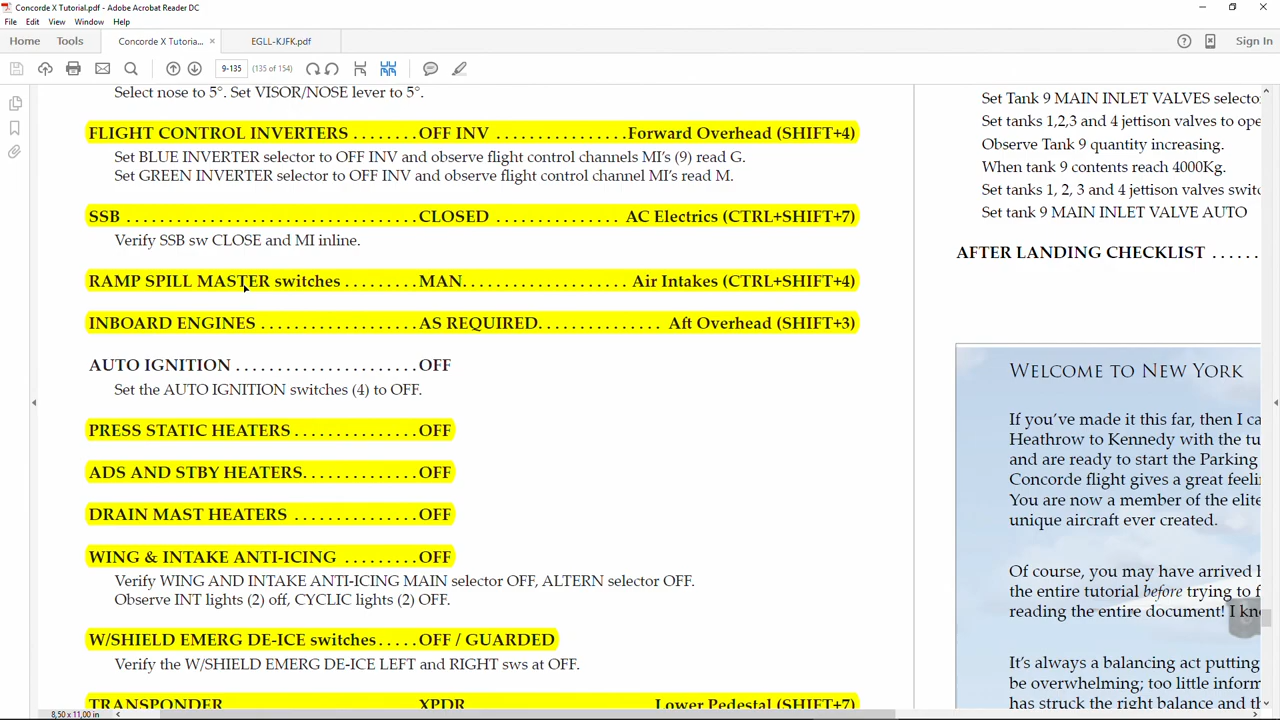 Concorde X Tutorial.pdf - Adobe Acrobat Reader DC
File Edit View Window Help
Home Tools Concorde X Tutoria... × EGLL-KJFK.pdf Sign In
9-135 (135 of 154)
Select nose to 5°. Set VISOR/NOSE lever to 5°.
FLIGHT CONTROL INVERTERS ........OFF INV ................Forward Overhead (SHIFT+4)
Set BLUE INVERTER selector to OFF INV and observe flight control channels MI's (9) read G.
Set GREEN INVERTER selector to OFF INV and observe flight control channel MI's read M.
SSB ....................................CLOSED ............... AC Electrics (CTRL+SHIFT+7)
Verify SSB sw CLOSE and MI inline.
RAMP SPILL MASTER switches .........MAN.................... Air Intakes (CTRL+SHIFT+4)
INBOARD ENGINES ...................AS REQUIRED............... Aft Overhead (SHIFT+3)
AUTO IGNITION ......................OFF
Set the AUTO IGNITION switches (4) to OFF.
PRESS STATIC HEATERS ...............OFF
ADS AND STBY HEATERS.............OFF
DRAIN MAST HEATERS ...............OFF
WING & INTAKE ANTI-ICING .........OFF
Verify WING AND INTAKE ANTI-ICING MAIN selector OFF, ALTERN selector OFF.
Observe INT lights (2) off, CYCLIC lights (2) OFF.
W/SHIELD EMERG DE-ICE switches.....OFF / GUARDED
Verify the W/SHIELD EMERG DE-ICE LEFT and RIGHT sws at OFF.
TRANSPONDER XPDR Lower Pedestal (SHIFT+7)
8,50 x 11,00 in
Set Tank 9 MAIN INLET VALVES selecto
Set tanks 1,2,3 and 4 jettison valves to ope
Observe Tank 9 quantity increasing.
When tank 9 contents reach 4000Kg.
Set tanks 1, 2, 3 and 4 jettison valves switc
Set tank 9 MAIN INLET VALVE AUTO
AFTER LANDING CHECKLIST ......
WELCOME TO NEW YORK
If you've made it this far, then I ca
Heathrow to Kennedy with the tu
and are ready to start the Parking
Concorde flight gives a great feeli
You are now a member of the elite
unique aircraft ever created.
Of course, you may have arrived h
the entire tutorial before trying to f
reading the entire document! I kno
It's always a balancing act putting
be overwhelming; too little inform
has struck the right balance and th